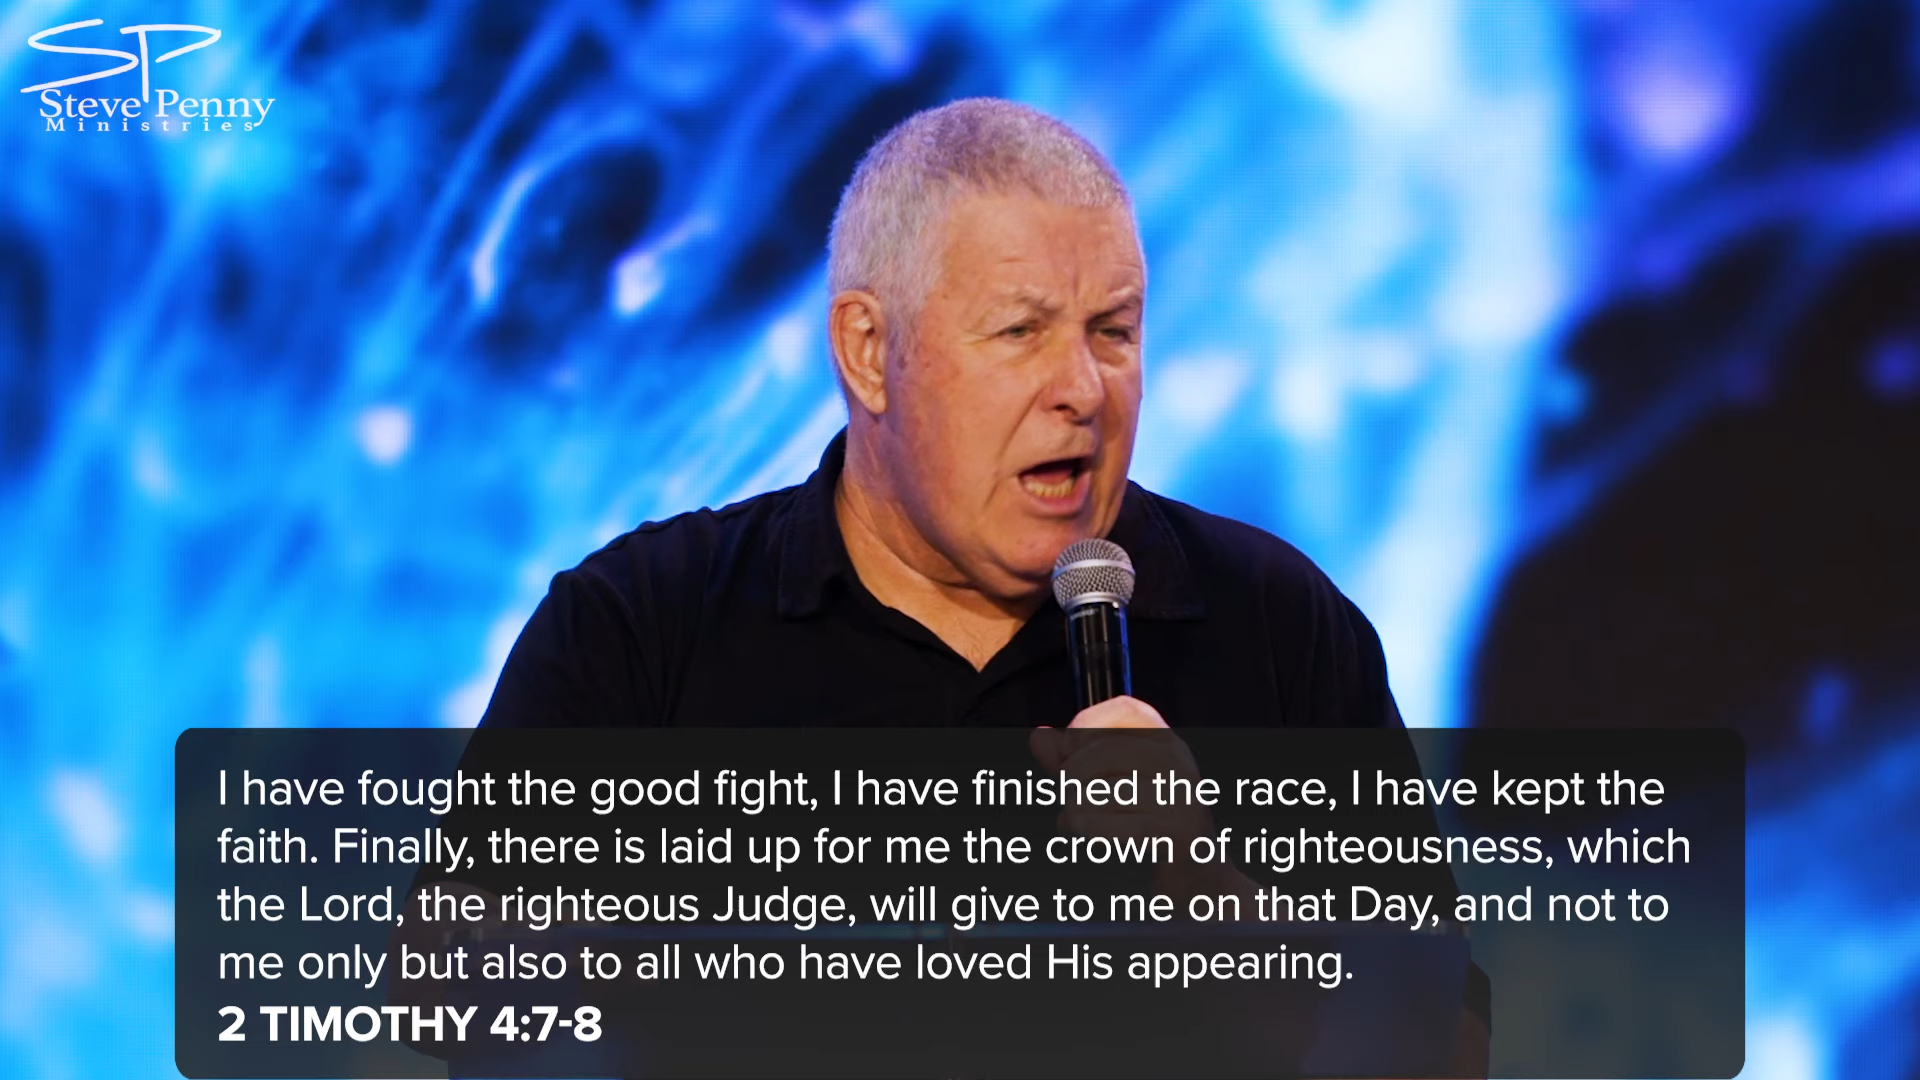 SP
Steve Penny
Ministries
I have fought the good fight, I have finished the race, I have kept the
faith. Finally, there is laid up for me the crown of righteousness, which
the Lord, the righteous Judge, will give to me on that Day, and not to
me only but also to all who have loved His appearing.
2 TIMOTHY 4:7-8